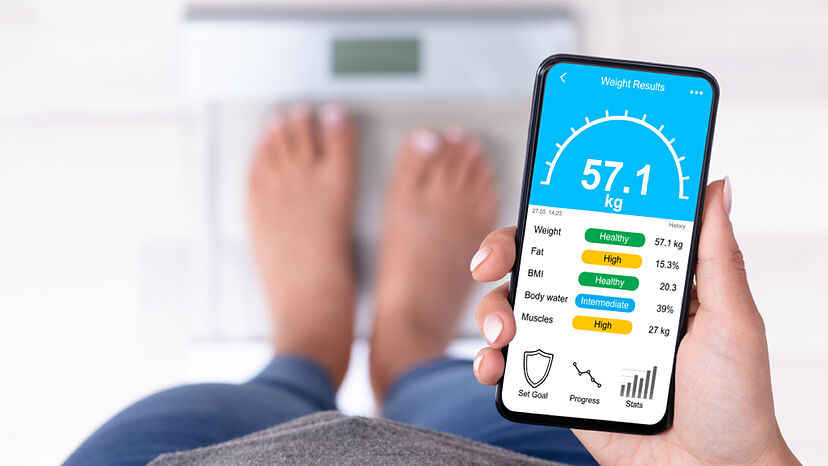 Weight Results
57.1
kg
27.05 14:23
History
Weight Healthy 57.1 kg
Fat High 15.3%
BMI Healthy 20.3
Body water Intermediate 39%
Muscles High 27 kg
Set Goal Progress Stats